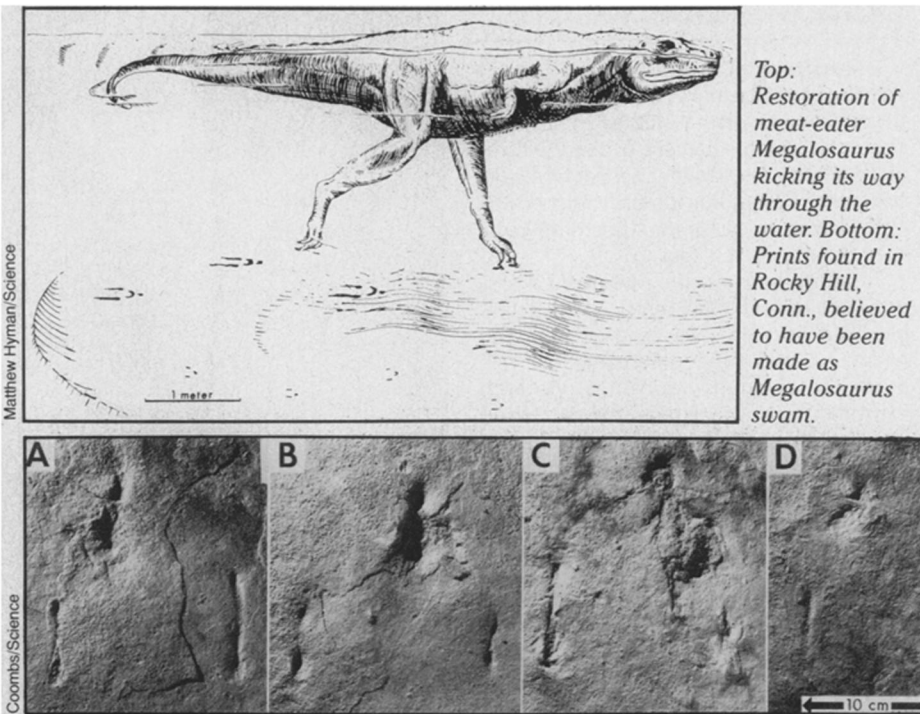 Matthew Hyman/Science
1 meter
Top:
Restoration of
meat-eater
Megalosaurus
kicking its way
through the
water. Bottom:
Prints found in
Rocky Hill,
Conn., believed
to have been
made as
Megalosaurus
swam.
Coombs/Science
A
B
C
D
10 cm